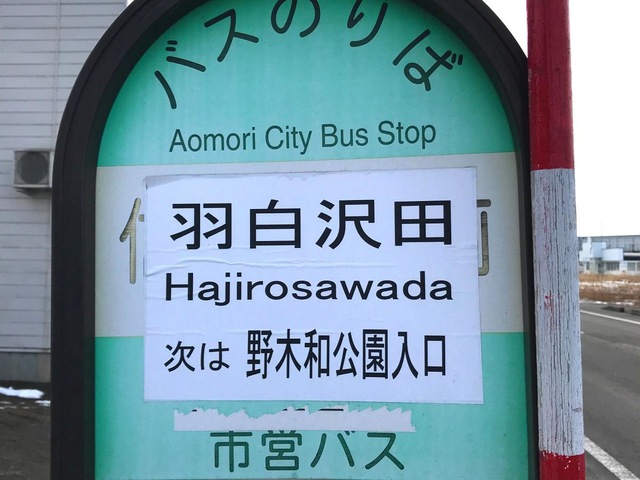 バスのりば
Aomori City Bus Stop
羽白沢田
Hajirosawada
次は 野木和公園入口
市営バス